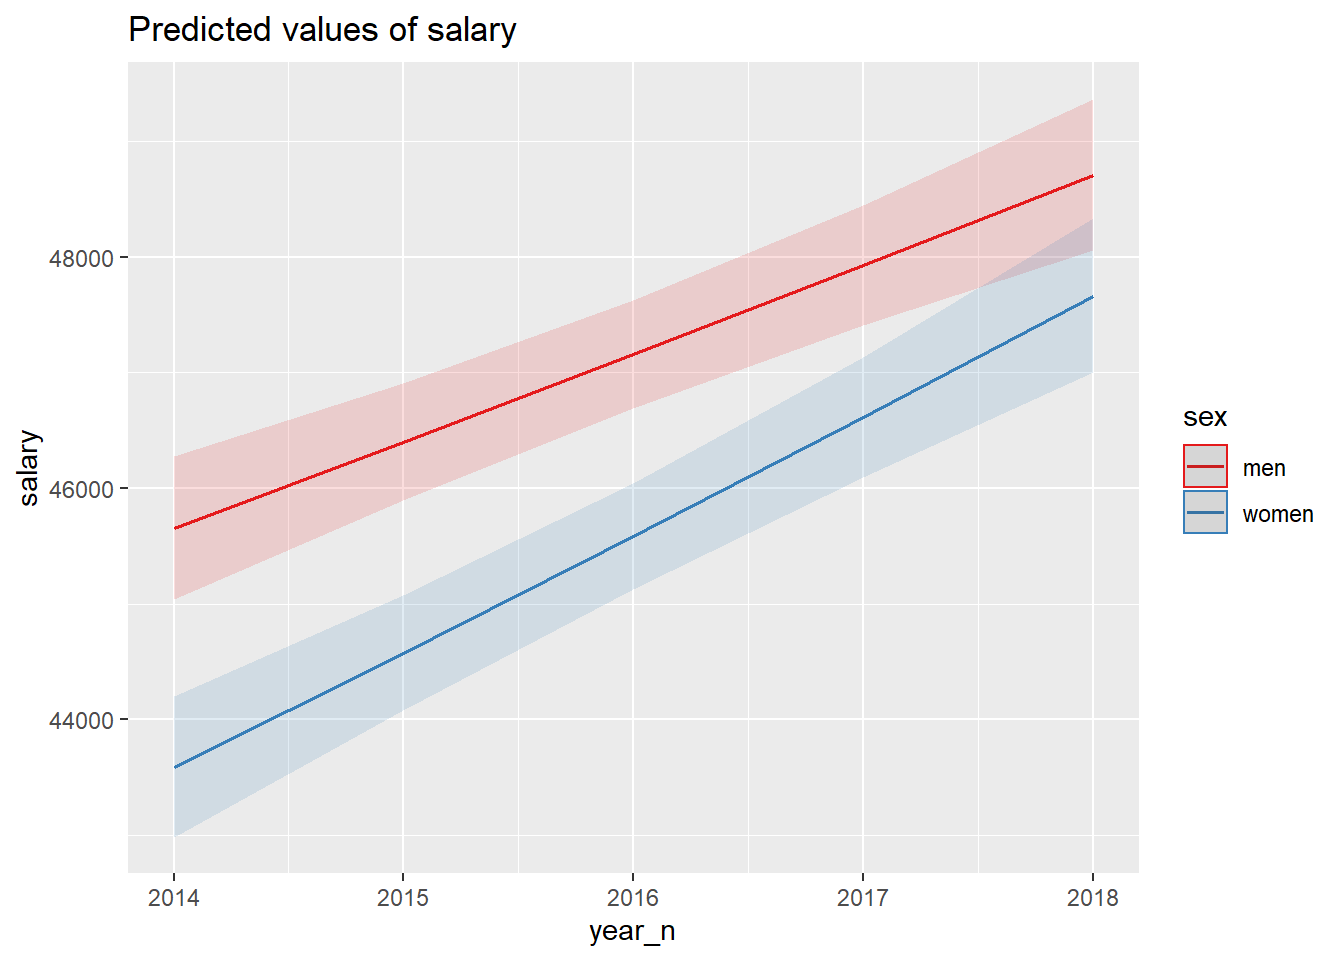 Predicted values of salary
salary
48000
46000
44000
2014
2015
2016
2017
2018
year_n
sex
men
women